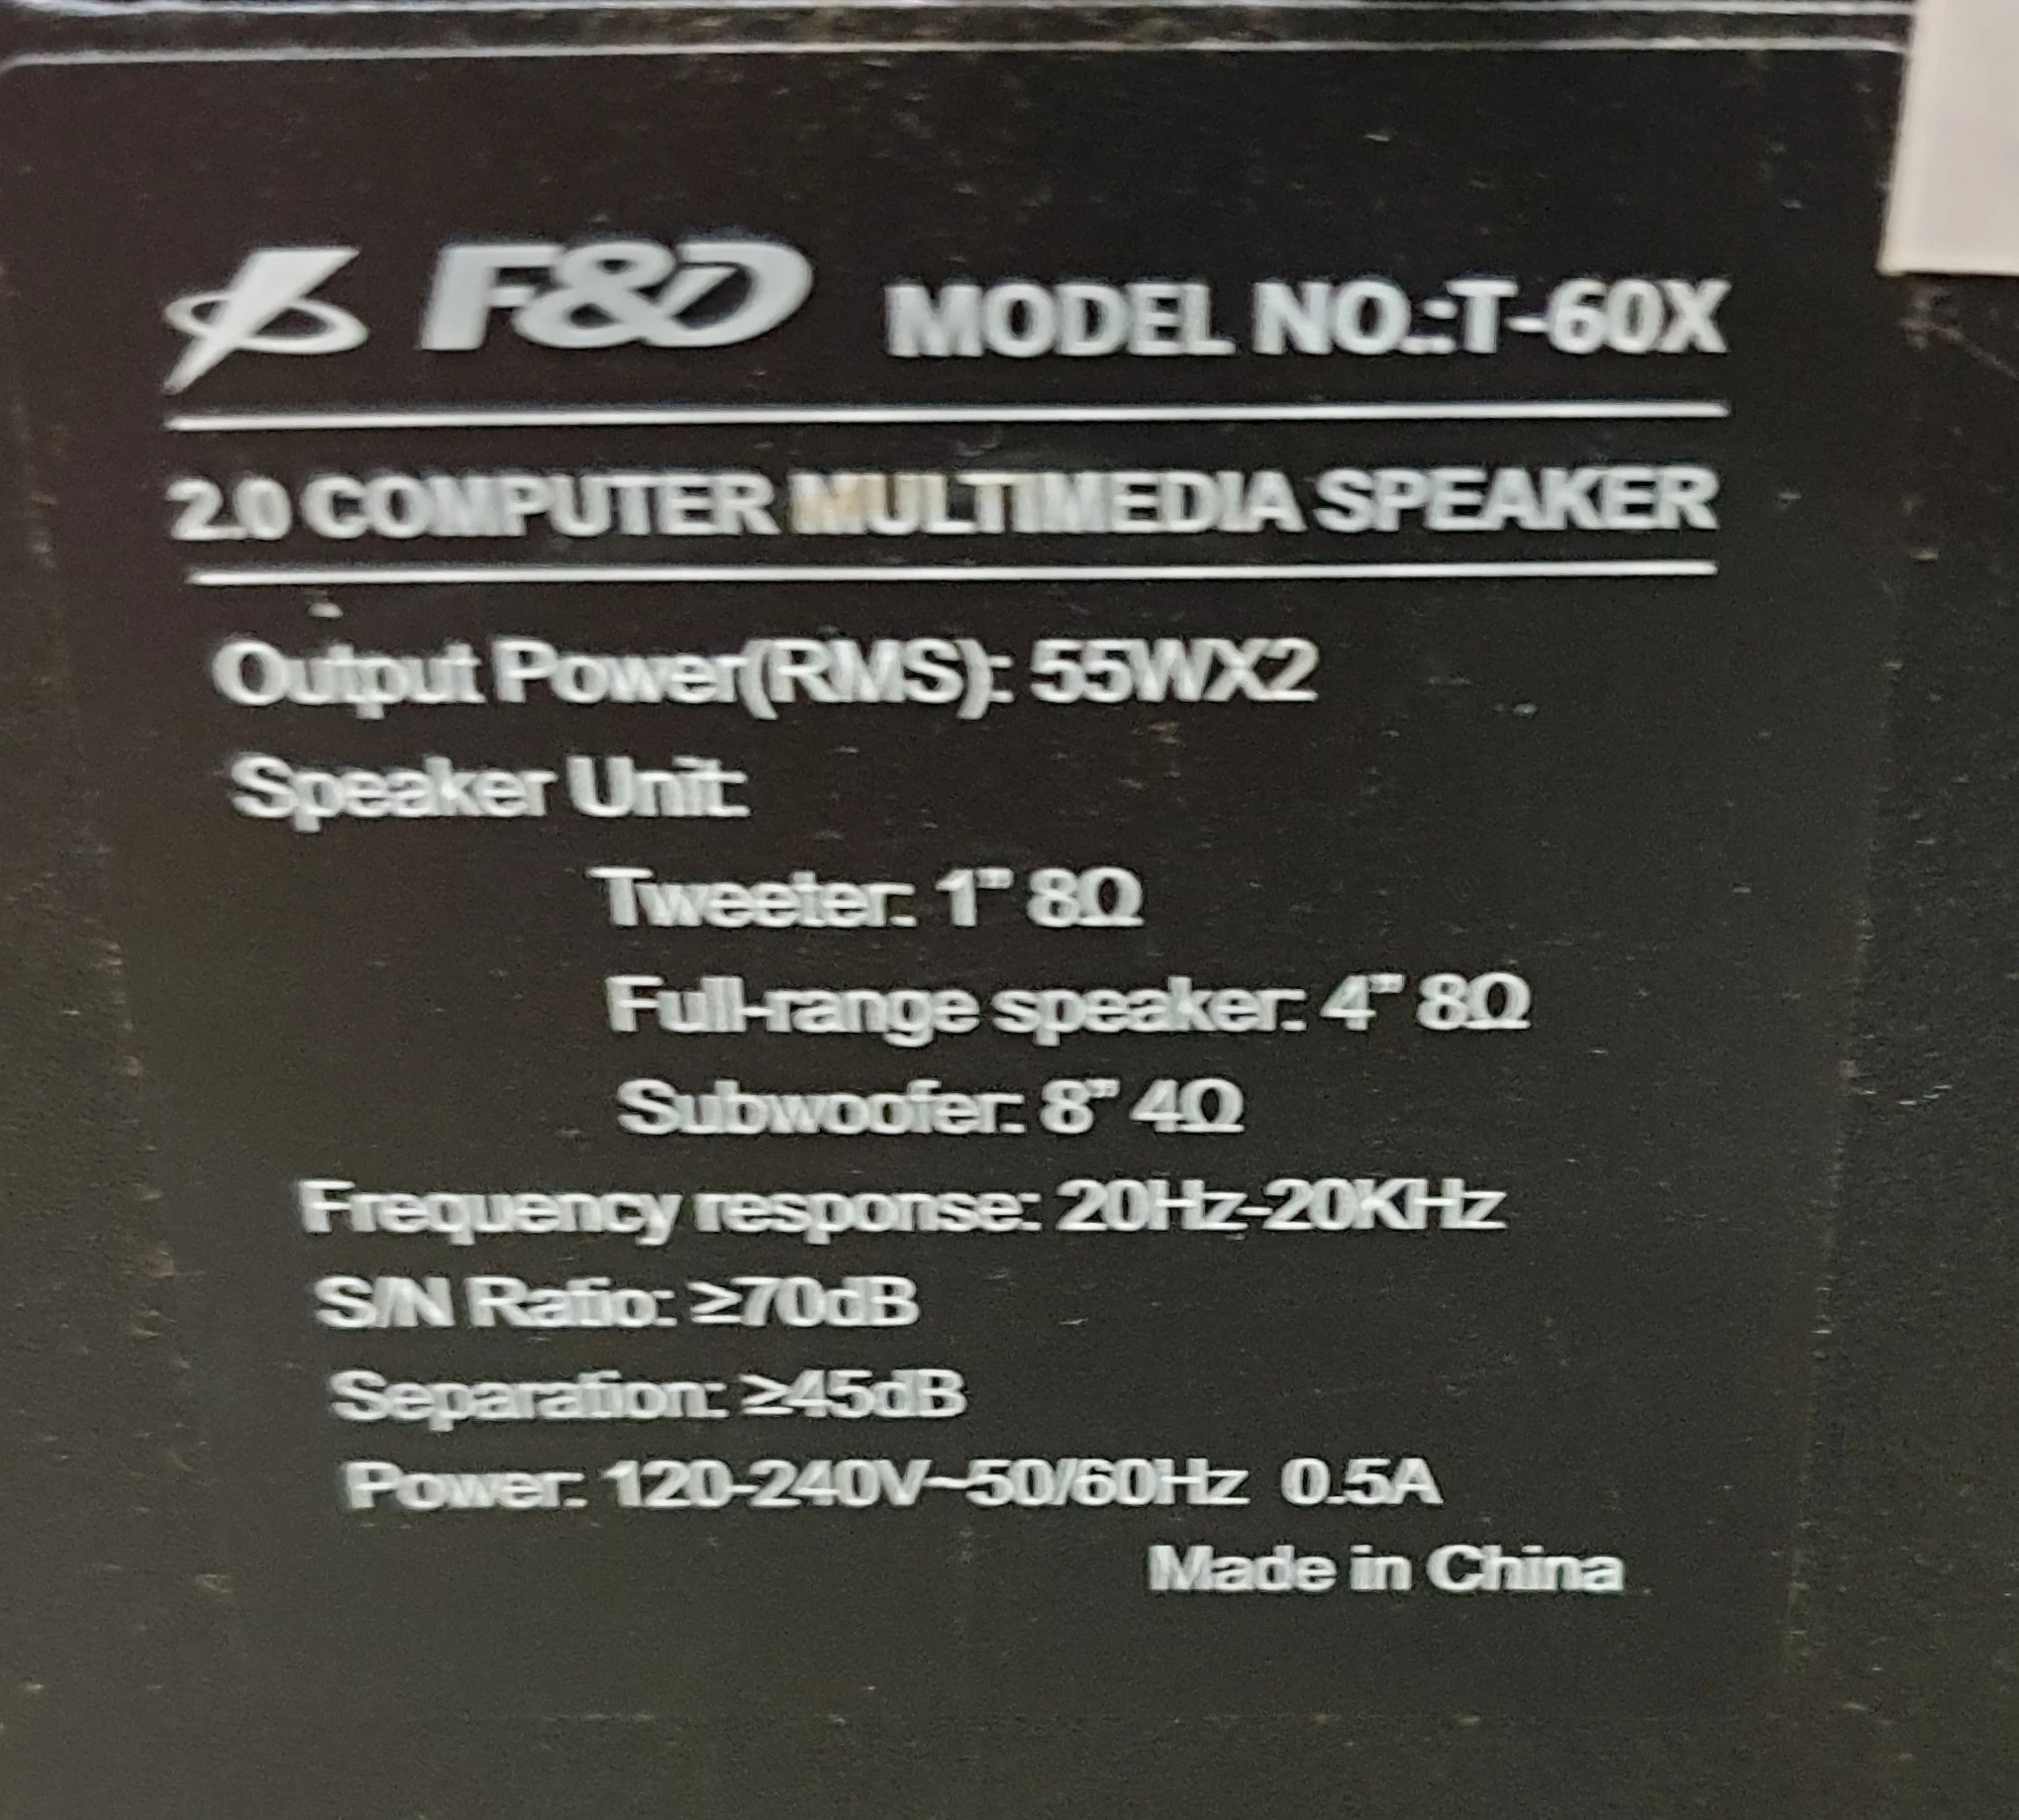 F&D MODEL NO.:T-60X
2.0 COMPUTER MULTIMEDIA SPEAKER
Output Power(RMS): 55WX2
Speaker Unit:
Tweeter: 1" 8Ω
Full-range speaker: 4" 8Ω
Subwoofer: 8" 4Ω
Frequency response: 20Hz-20KHz
S/N Ratio: ≥70dB
Separation: ≥45dB
Power: 120-240V~50/60Hz 0.5A
Made in China